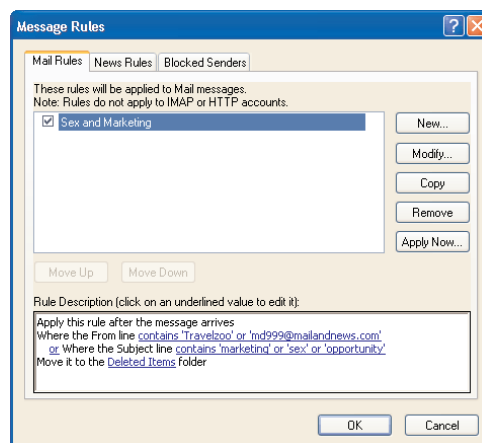 Message Rules
Mail Rules News Rules Blocked Senders
These rules will be applied to Mail messages.
Note: Rules do not apply to IMAP or HTTP accounts.
Sex and Marketing
New...
Modify...
Copy
Remove
Apply Now...
Move Up Move Down
Rule Description (click on an underlined value to edit it):
Apply this rule after the message arrives
Where the From line contains 'Travelzoo' or 'md999@mailandnews.com'
or Where the Subject line contains 'marketing' or 'sex' or 'opportunity'
Move it to the Deleted Items folder
OK Cancel